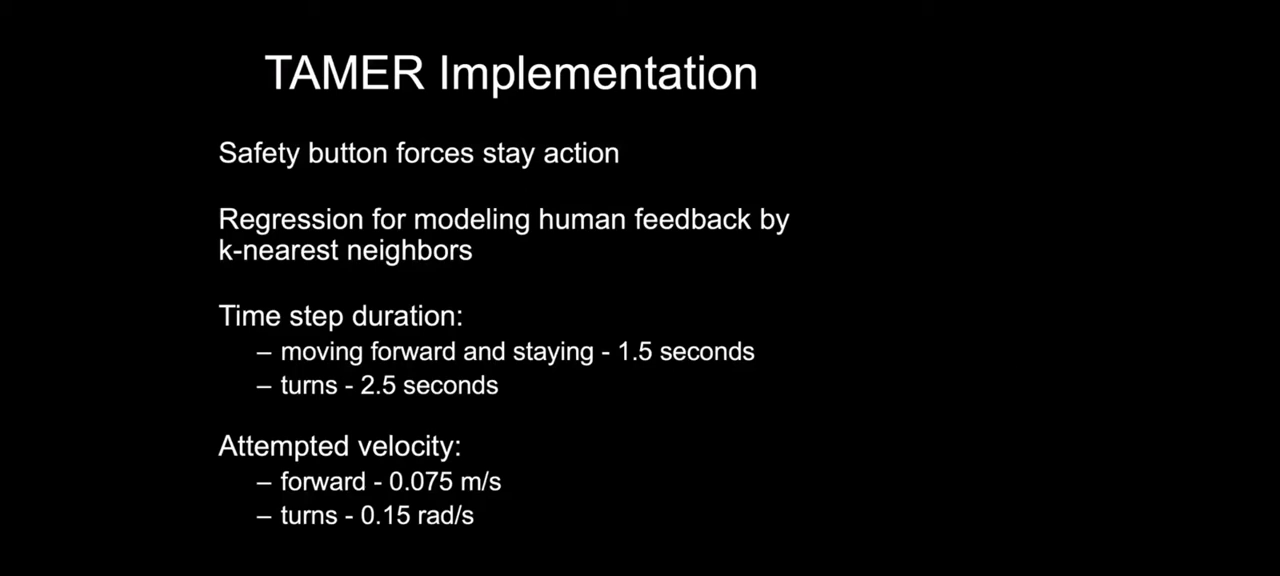 TAMER Implementation
Safety button forces stay action
Regression for modeling human feedback by
k-nearest neighbors
Time step duration:
– moving forward and staying - 1.5 seconds
– turns - 2.5 seconds
Attempted velocity:
– forward - 0.075 m/s
– turns - 0.15 rad/s